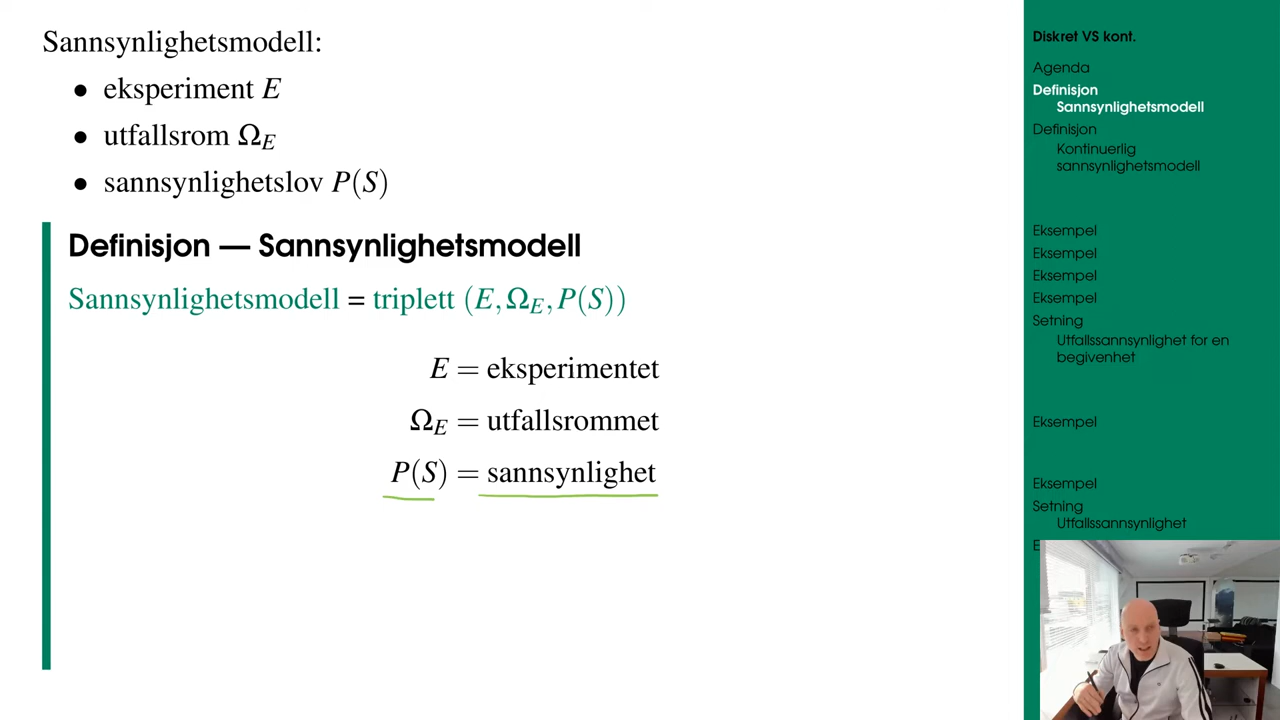 Sannsynlighetsmodell:
• eksperiment E
• utfallsrom Ω_E
• sannsynlighetslov P(S)
Definisjon — Sannsynlighetsmodell
Sannsynlighetsmodell = triplett (E, Ω_E, P(S))
E = eksperimentet
Ω_E = utfallsrommet
P(S) = sannsynlighet
Diskret VS kont.
Agenda
Definisjon
Sannsynlighetsmodell
Definisjon
Kontinuerlig
sannsynlighetsmodell
Eksempel
Eksempel
Eksempel
Eksempel
Setning
Utfallssannsynlighet for en
begivenhet
Eksempel
Eksempel
Setning
Utfallssannsynlighet